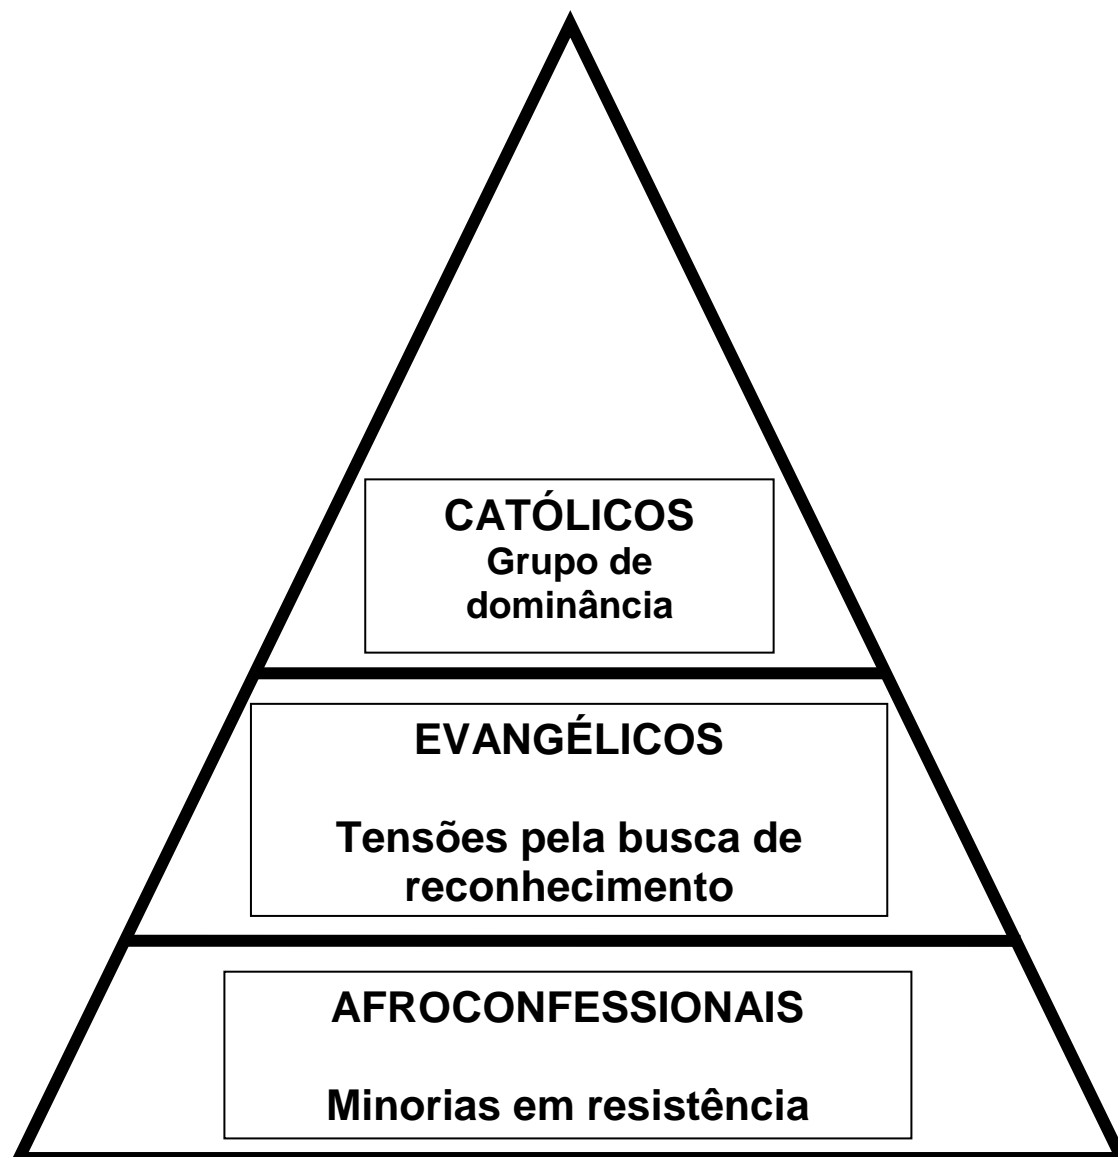 CATÓLICOS
Grupo de
dominância
EVANGÉLICOS
Tensões pela busca de
reconhecimento
AFROCONFESSIONAIS
Minorias em resistência